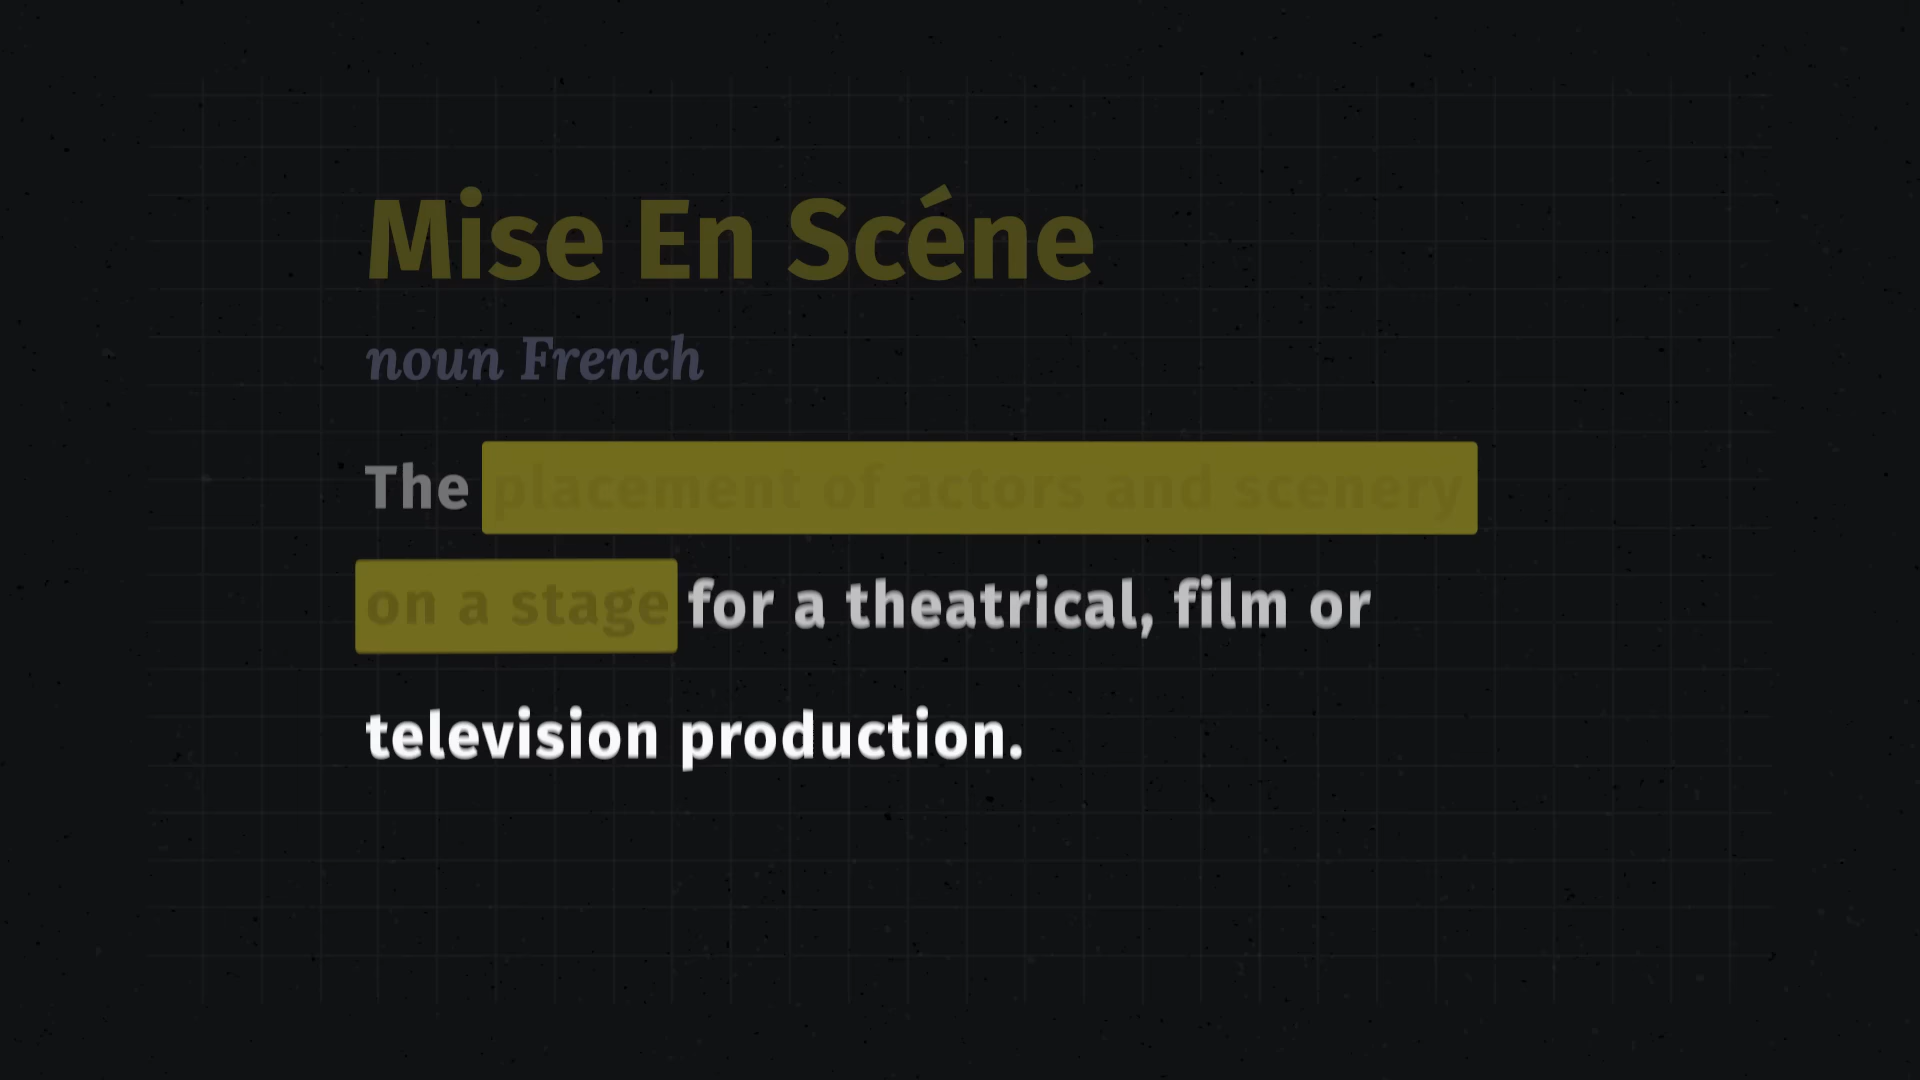 Mise En Scéne
noun French
The placement of actors and scenery
on a stage for a theatrical, film or
television production.